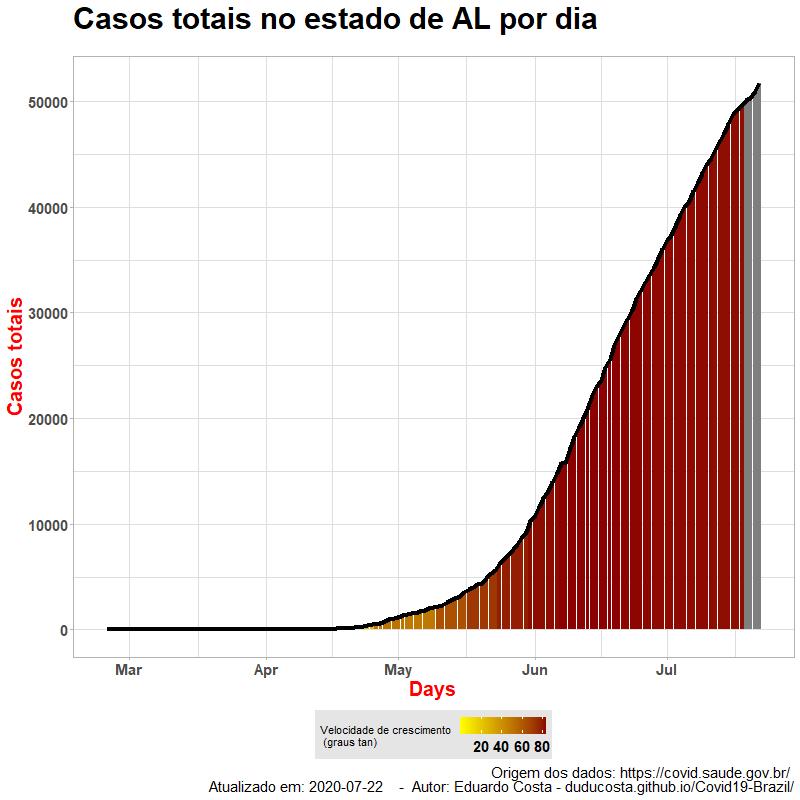 Casos totais no estado de AL por dia
50000
40000
30000
20000
10000
0
Casos totais
Mar Apr May Jun Jul
Days
Velocidade de crescimento
(graus tan)
20 40 60 80
Origem dos dados: https://covid.saude.gov.br/
Atualizado em: 2020-07-22 - Autor: Eduardo Costa - duducosta.github.io/Covid19-Brazil/